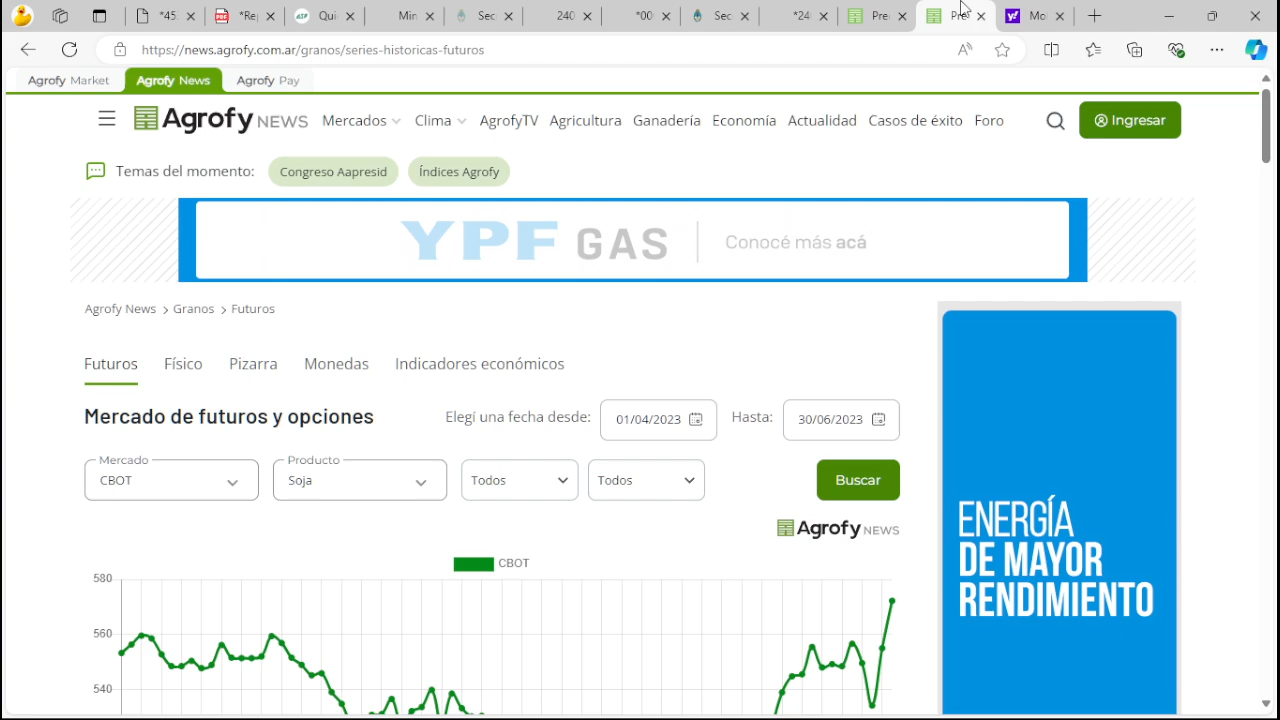 *45
*Rep
Qui
Min
Sec
240
*00
Sec
*24
Pre
Pre
Mo
https://news.agrofy.com.ar/granos/series-historicas-futuros
Agrofy Market
Agrofy News
Agrofy Pay
Agrofy NEWS
Mercados
Clima
AgrofyTV
Agricultura
Ganadería
Economía
Actualidad
Casos de éxito
Foro
Ingresar
Temas del momento:
Congreso Aapresid
Índices Agrofy
YPF GAS
Conocé más acá
Agrofy News > Granos > Futuros
Futuros
Físico
Pizarra
Monedas
Indicadores económicos
Mercado de futuros y opciones
Elegí una fecha desde:
01/04/2023
Hasta:
30/06/2023
Mercado
CBOT
Producto
Soja
Todos
Todos
Buscar
Agrofy NEWS
CBOT
580
560
540
ENERGÍA
DE MAYOR
RENDIMIENTO